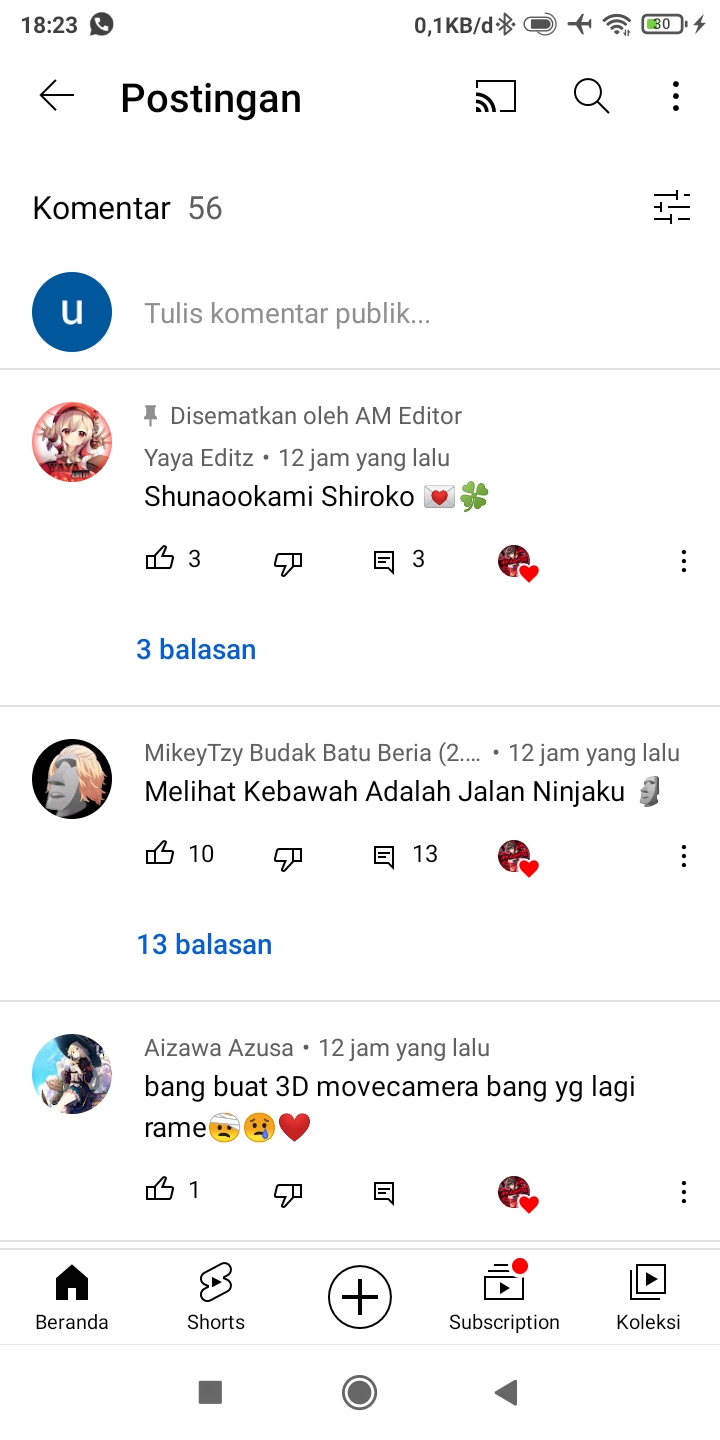 18:23 0,1KB/d 30
Postingan
Komentar 56
u Tulis komentar publik...
Disematkan oleh AM Editor
Yaya Editz • 12 jam yang lalu
Shunaookami Shiroko 💌🍀
3 3
3 balasan
MikeyTzy Budak Batu Beria (2.... • 12 jam yang lalu
Melihat Kebawah Adalah Jalan Ninjaku 🗿
10 13
13 balasan
Aizawa Azusa • 12 jam yang lalu
bang buat 3D movecamera bang yg lagi
rame🤕😢❤️
1
Beranda Shorts Subscription Koleksi